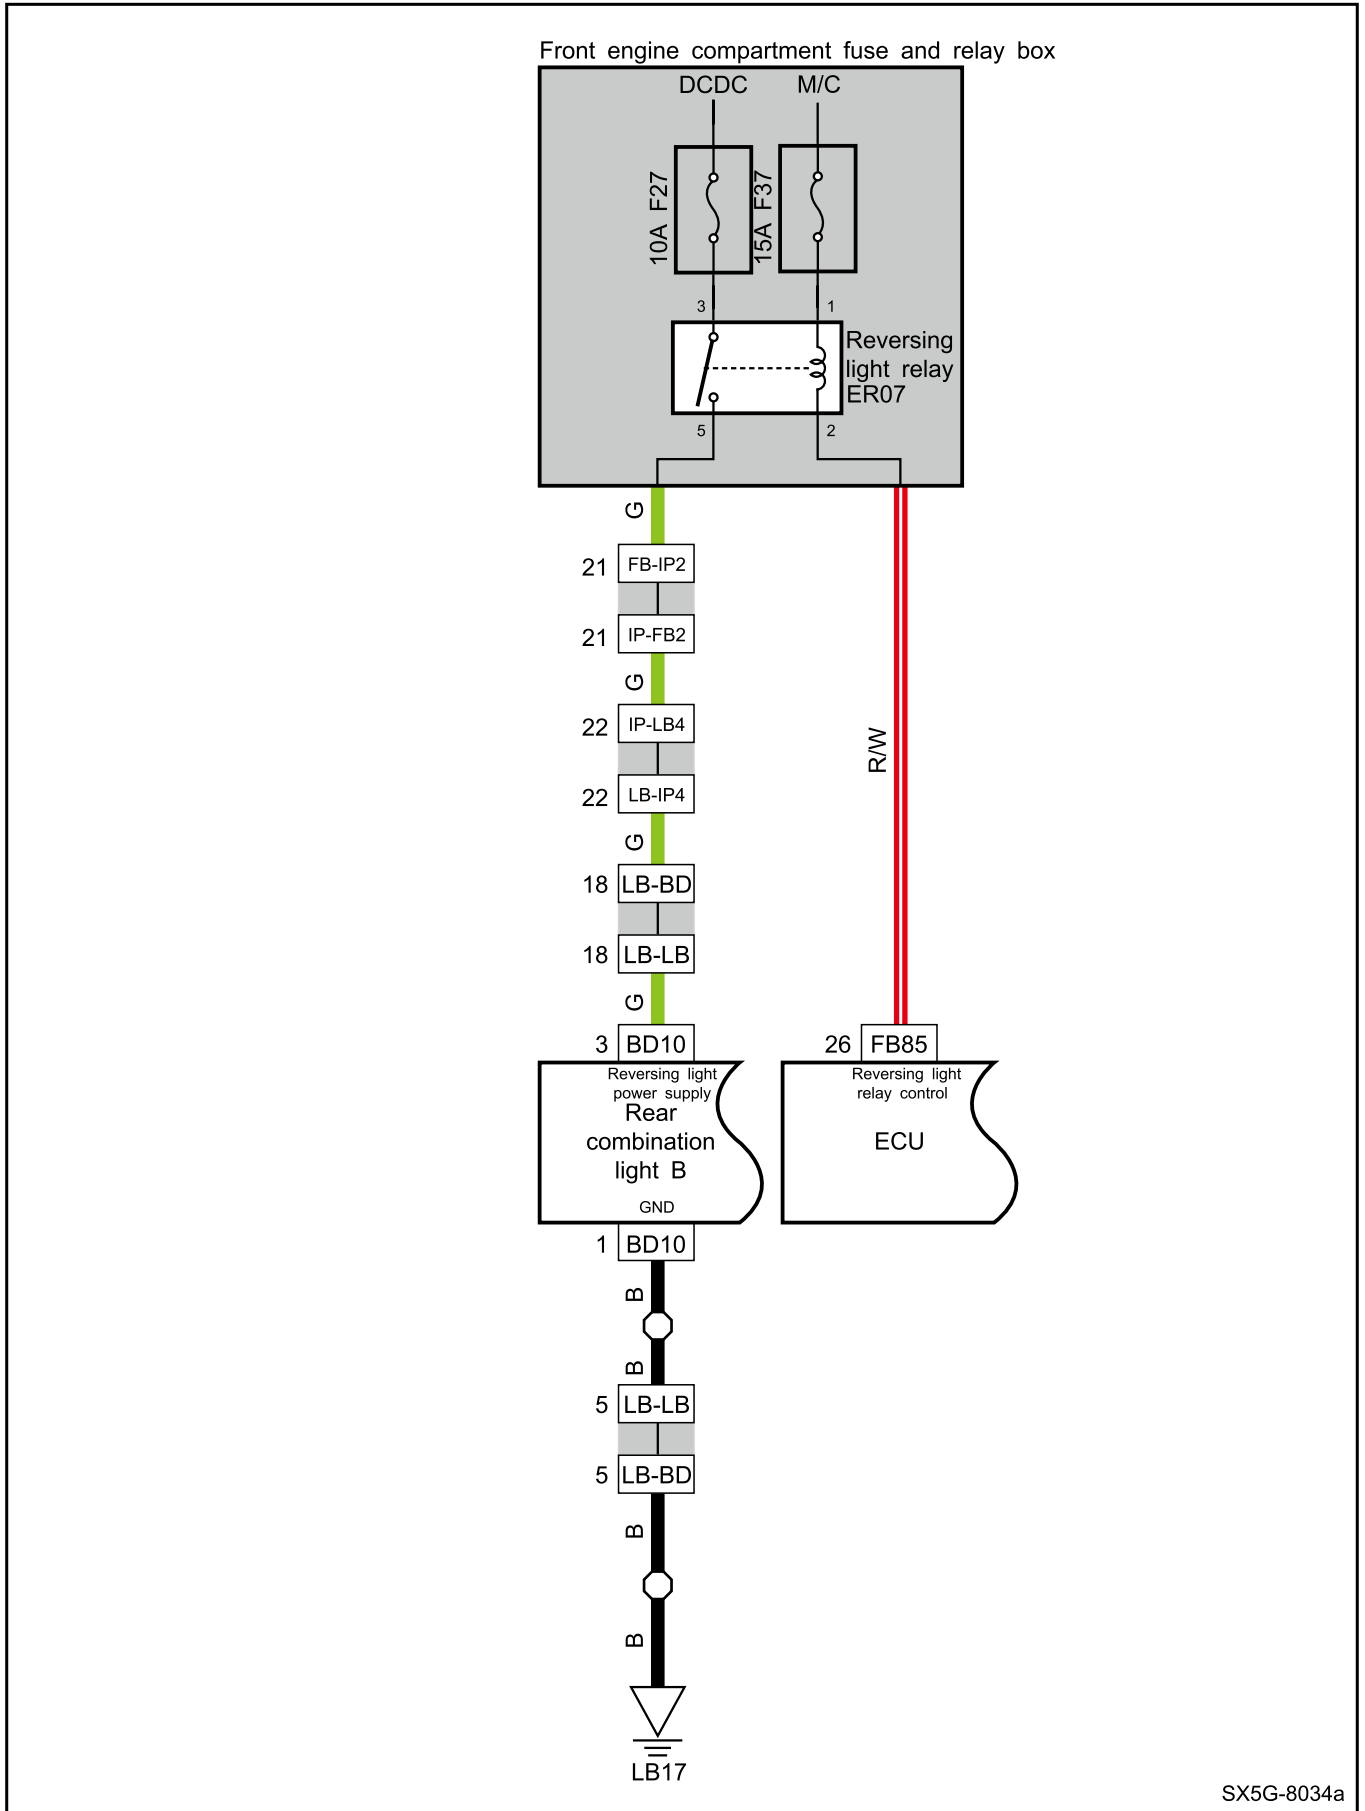 Front engine compartment fuse and relay box
DCDC
M/C
10A F27
15A F37
3
1
Reversing
light relay
ER07
5
2
G
21
FB-IP2
21
IP-FB2
G
22
IP-LB4
R/W
22
LB-IP4
G
18
LB-BD
18
LB-LB
G
3
BD10
26
FB85
Reversing light
power supply
Rear
combination
light B
GND
Reversing light
relay control
ECU
1
BD10
B
B
5
LB-LB
5
LB-BD
B
B
LB17
SX5G-8034a